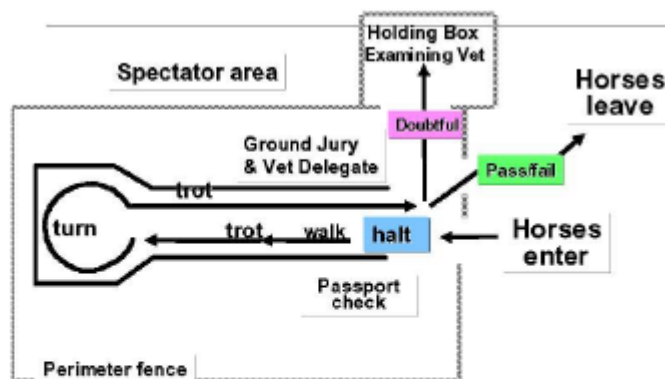 Holding Box
Examining Vet
Spectator area
Horses
leave
Doubtful
Ground Jury
& Vet Delegate
Pass/fail
trot
turn
trot
walk
halt
Horses
enter
Passport
check
Perimeter fence